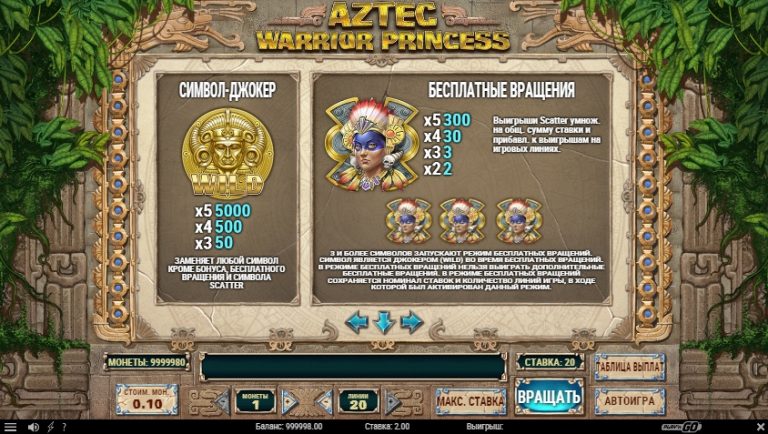 AZTEC
WARRIOR PRINCESS
СИМВОЛ-ДЖОКЕР
WILD
x5 5000
x4 500
x3 50
ЗАМЕНЯЕТ ЛЮБОЙ СИМВОЛ
КРОМЕ БОНУСА, БЕСПЛАТНОГО
ВРАЩЕНИЯ И СИМВОЛА
SCATTER
БЕСПЛАТНЫЕ ВРАЩЕНИЯ
x5 300
x4 30
x3 3
x2 2
Выигрыши Scatter умнож.
на общ. сумму ставки и
прибавл. к выигрышам на
игровых линиях.
3 И БОЛЕЕ СИМВОЛОВ ЗАПУСКАЮТ РЕЖИМ БЕСПЛАТНЫХ ВРАЩЕНИЙ.
СИМВОЛ ЯВЛЯЕТСЯ ДЖОКЕРОМ (WILD) ВО ВРЕМЯ БЕСПЛАТНЫХ ВРАЩЕНИЙ.
В РЕЖИМЕ БЕСПЛАТНЫХ ВРАЩЕНИЙ НЕЛЬЗЯ ВЫИГРАТЬ ДОПОЛНИТЕЛЬНЫЕ
БЕСПЛАТНЫЕ ВРАЩЕНИЯ. В РЕЖИМЕ БЕСПЛАТНЫХ ВРАЩЕНИЙ
СОХРАНЯЕТСЯ НОМИНАЛ СТАВОК И КОЛИЧЕСТВО ЛИНИЙ ИГРЫ, В ХОДЕ
КОТОРОЙ БЫЛ АКТИВИРОВАН ДАННЫЙ РЕЖИМ.
МОНЕТЫ: 9999980
СТАВКА: 20
ТАБЛИЦА ВЫПЛАТ
СТОИМ. МОН.
0.10
МОНЕТЫ
1
ЛИНИИ
20
МАКС. СТАВКА
ВРАЩАТЬ
АВТОИГРА
?
Баланс: 999998.00
Ставка: 2.00
Выигрыш:
PLAY'N GO